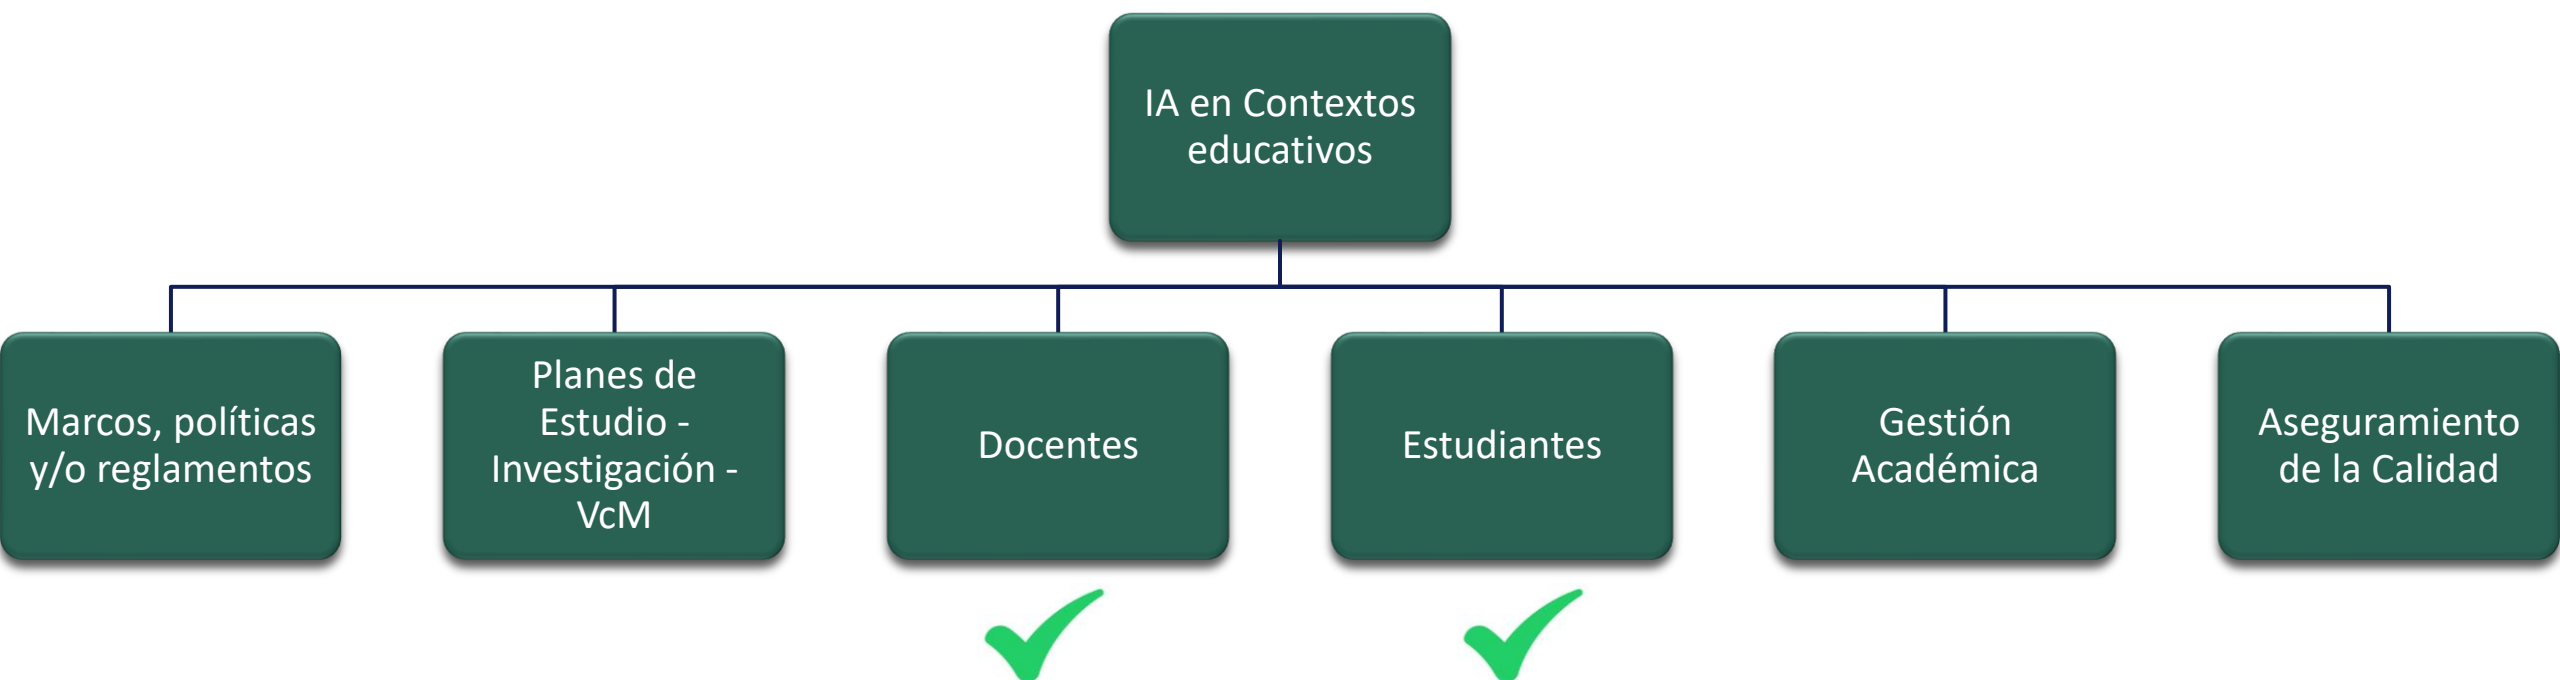 IA en Contextos
educativos
Marcos, políticas
y/o reglamentos
Planes de
Estudio -
Investigación -
VcM
Docentes
Estudiantes
Gestión
Académica
Aseguramiento
de la Calidad